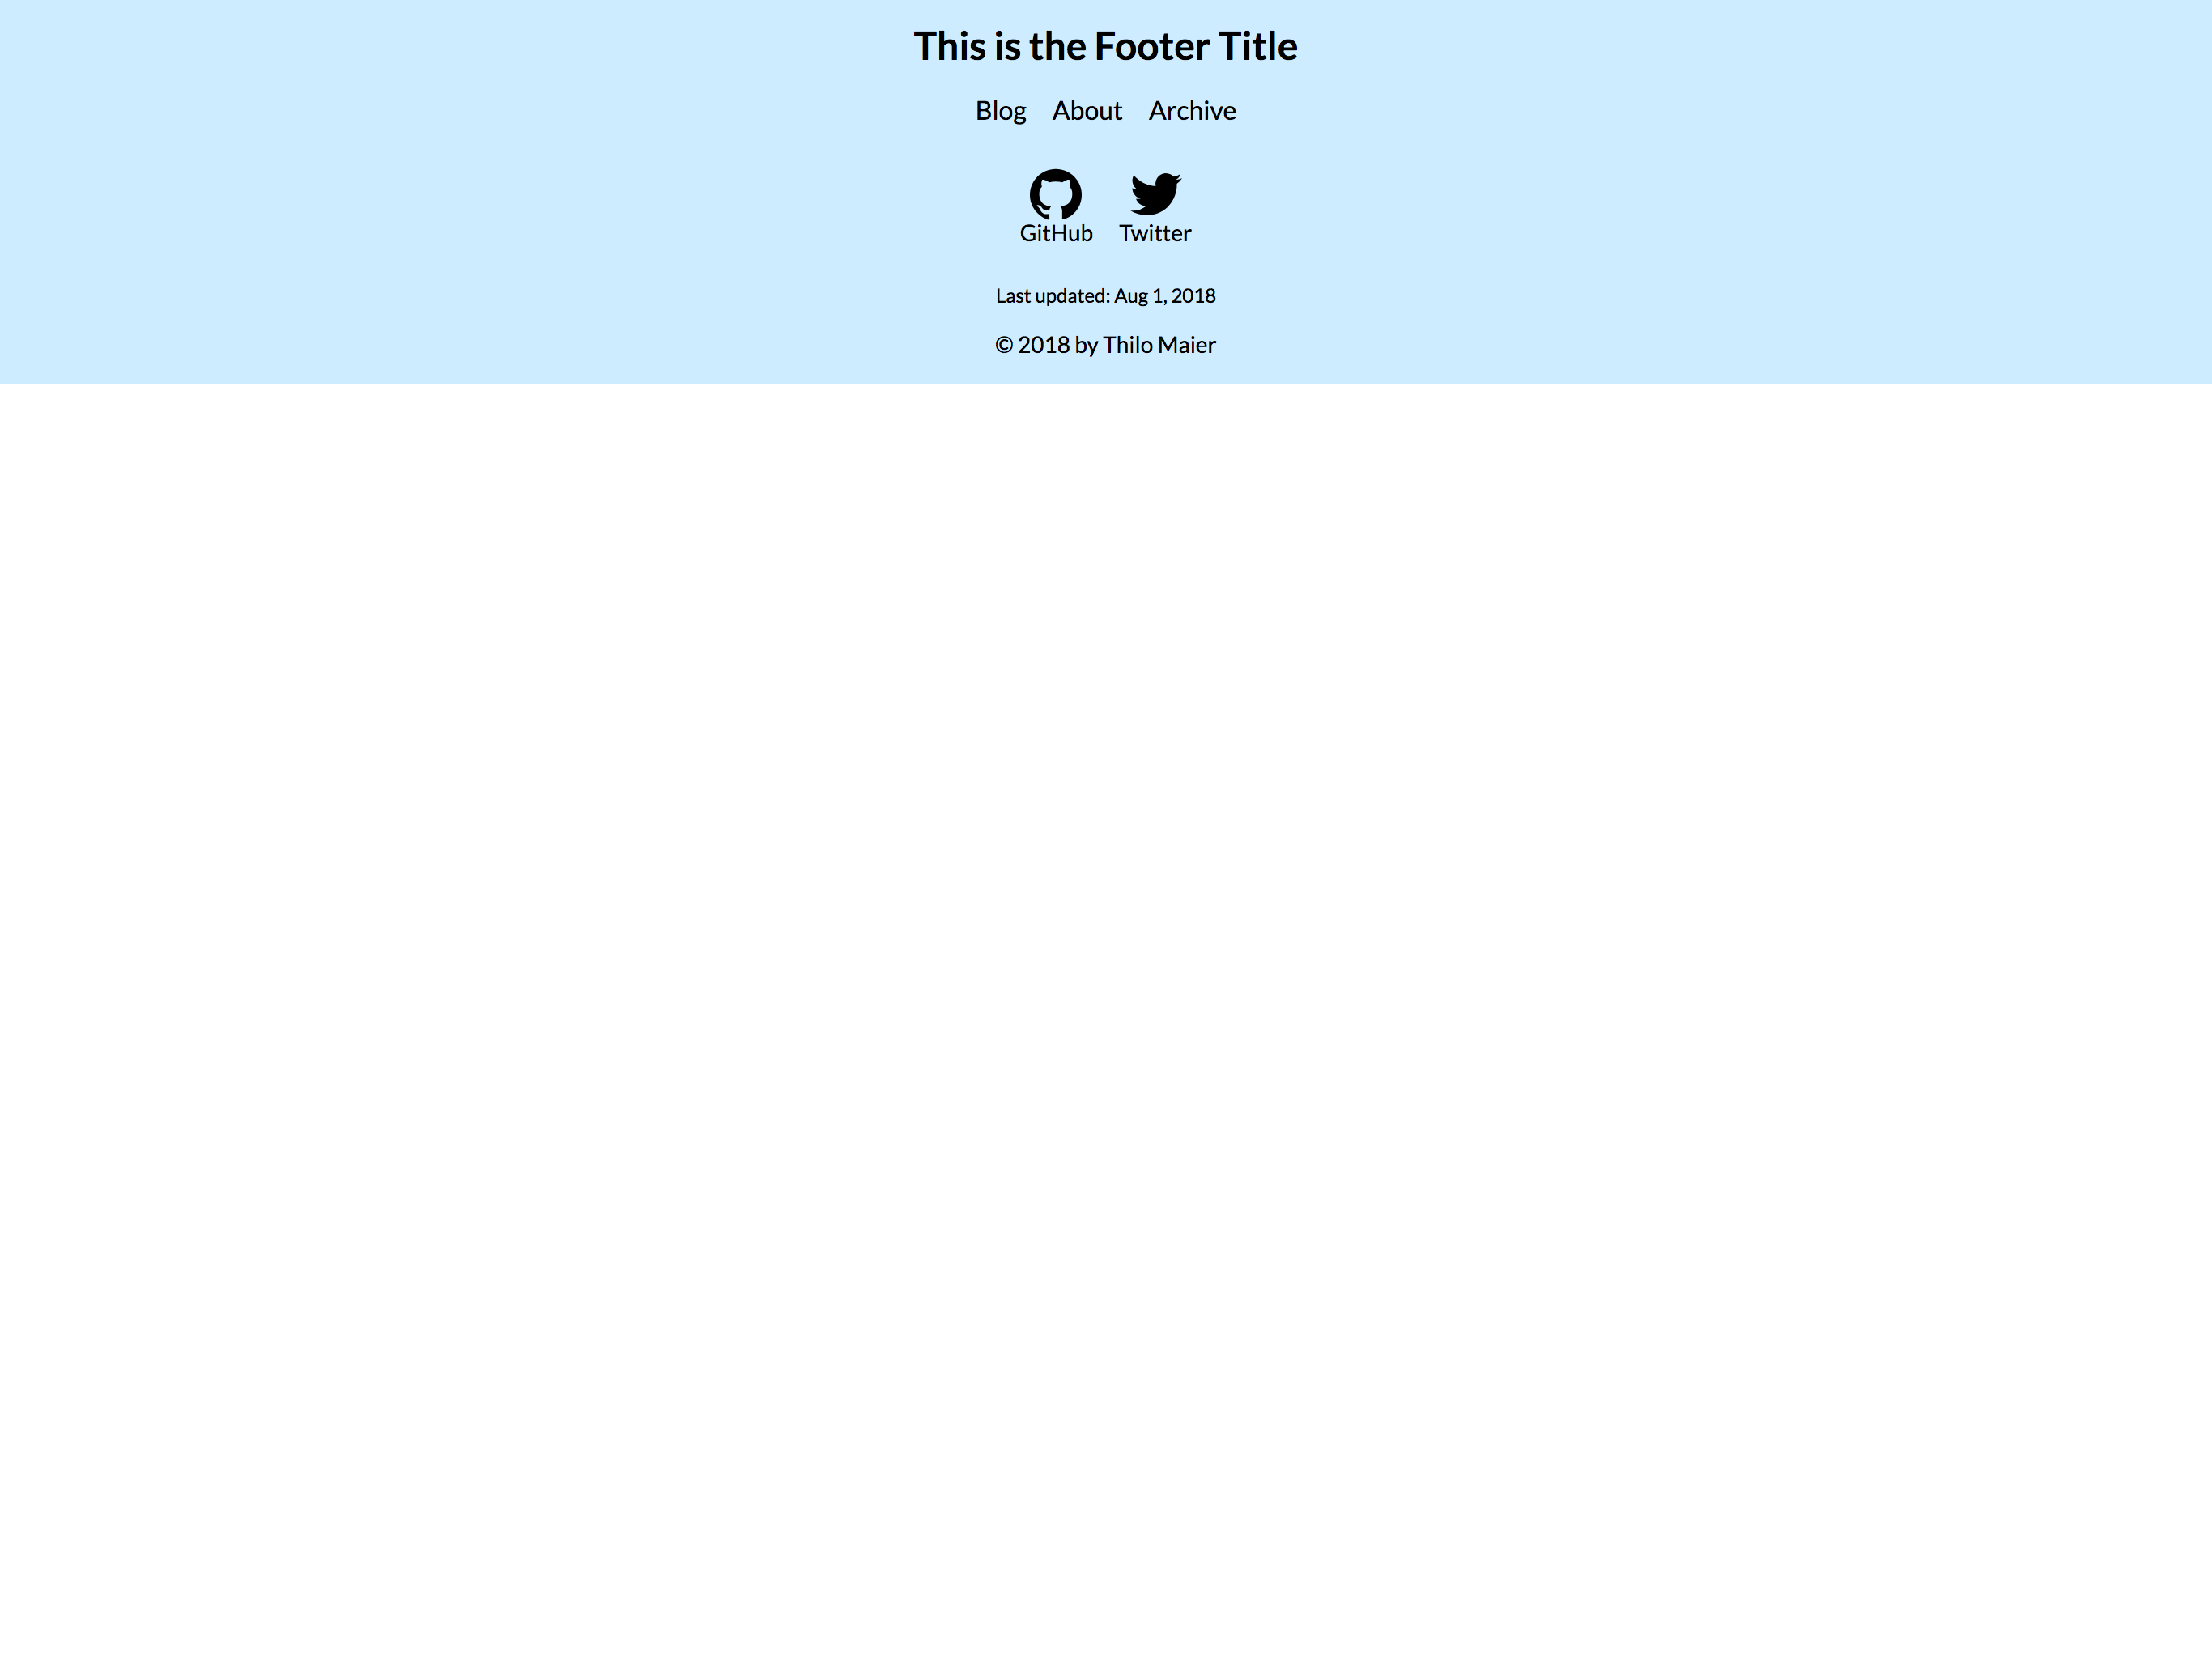 This is the Footer Title
Blog About Archive
GitHub Twitter
Last updated: Aug 1, 2018
© 2018 by Thilo Maier